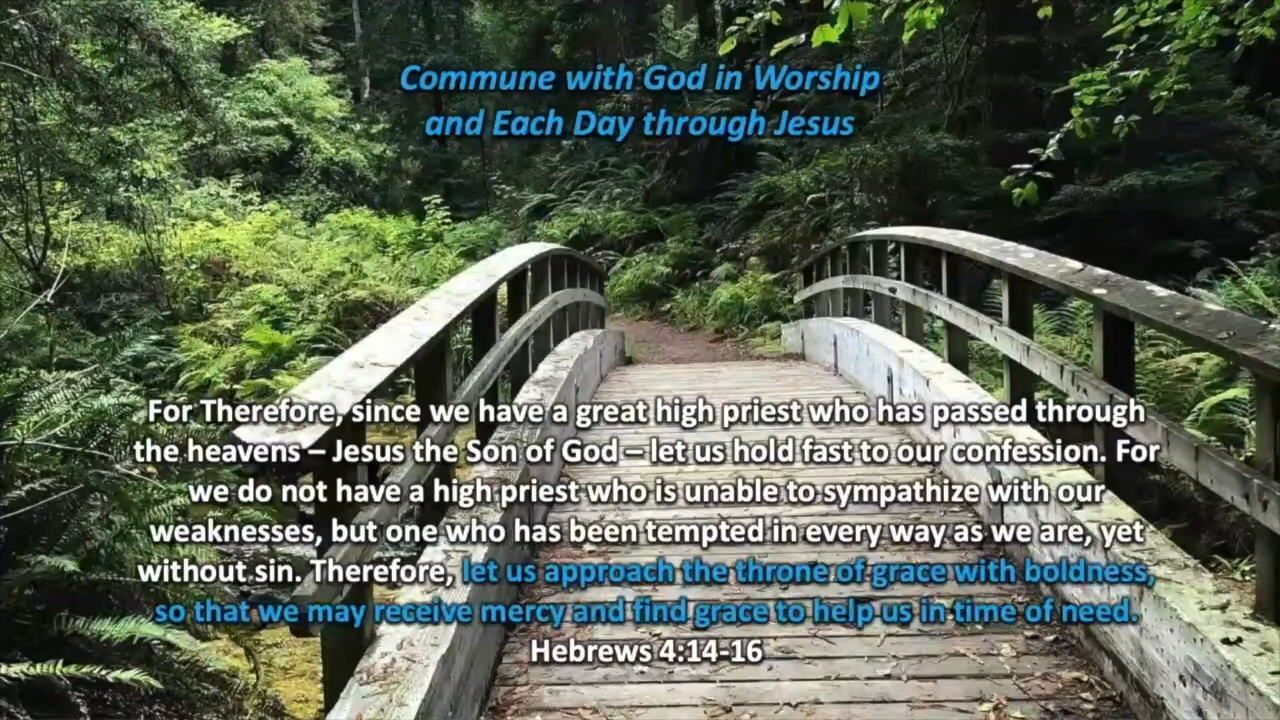 Commune with God in Worship
and Each Day through Jesus
For Therefore, since we have a great high priest who has passed through
the heavens – Jesus the Son of God – let us hold fast to our confession. For
we do not have a high priest who is unable to sympathize with our
weaknesses, but one who has been tempted in every way as we are, yet
without sin. Therefore, let us approach the throne of grace with boldness,
so that we may receive mercy and find grace to help us in time of need.
Hebrews 4:14-16